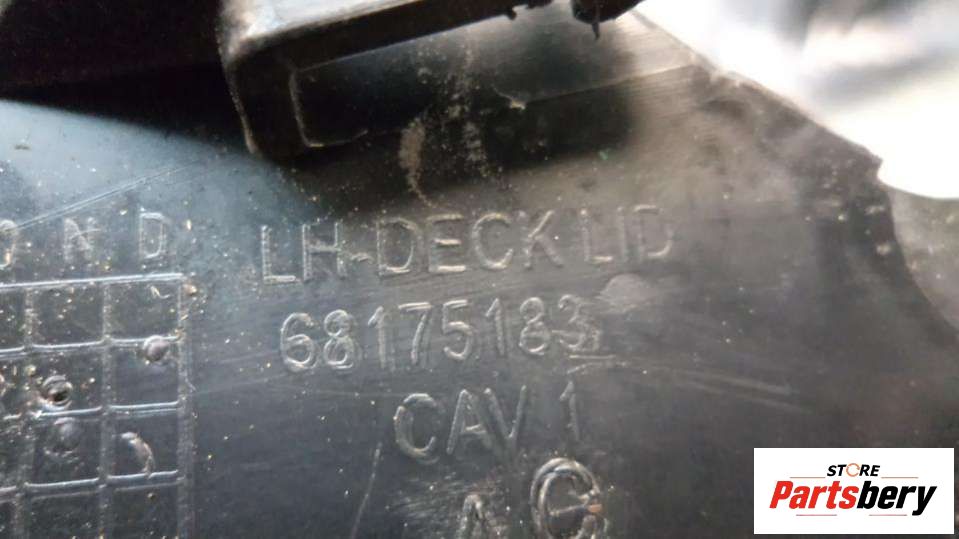 O N D
LH-DECK LID
68175183
CAV 1
A C
STORE
Partsbery